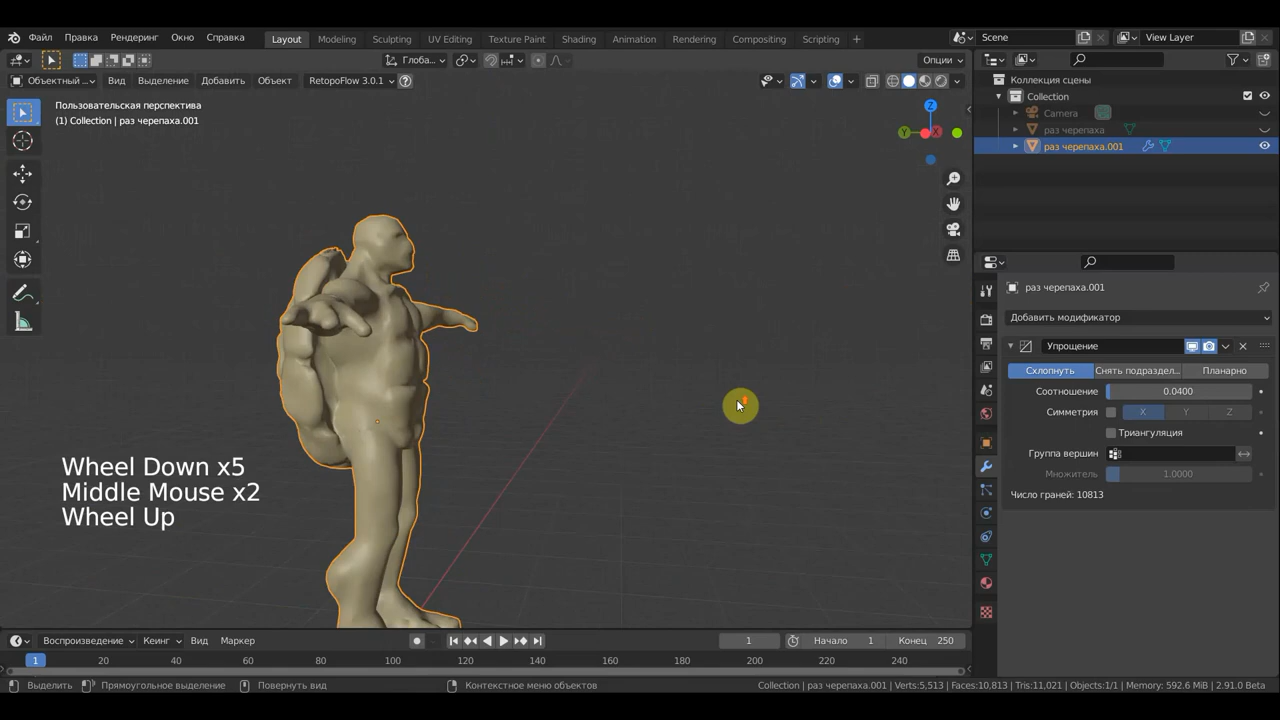 Файл Правка Рендеринг Окно Справка Layout Modeling Sculpting UV Editing Texture Paint Shading Animation Rendering Compositing Scripting + Scene View Layer
Глоба... Опции
Объектный ... Вид Выделение Добавить Объект RetopoFlow 3.0.1 ?
Коллекция сцены
Collection
Camera
раз черепаха
раз черепаха.001
Пользовательская перспектива
(1) Collection | раз черепаха.001
Z
Y
X
раз черепаха.001
Добавить модификатор
Упрощение
Схлопнуть Снять подраздел... Планарно
Соотношение 0.0400
Симметрия X Y Z
Триангуляция
Группа вершин
Множитель 1.0000
Число граней: 10813
Wheel Down x5
Middle Mouse x2
Wheel Up
Воспроизведение Кеинг Вид Маркер 1 Начало 1 Конец 250
1 20 40 60 80 100 120 140 160 180 200 220 240
Выделить Прямоугольное выделение Повернуть вид Контекстное меню объектов Collection | раз черепаха.001 | Verts:5,513 | Faces:10,813 | Tris:11,021 | Objects:1/1 | Memory: 592.6 MiB | 2.91.0 Beta